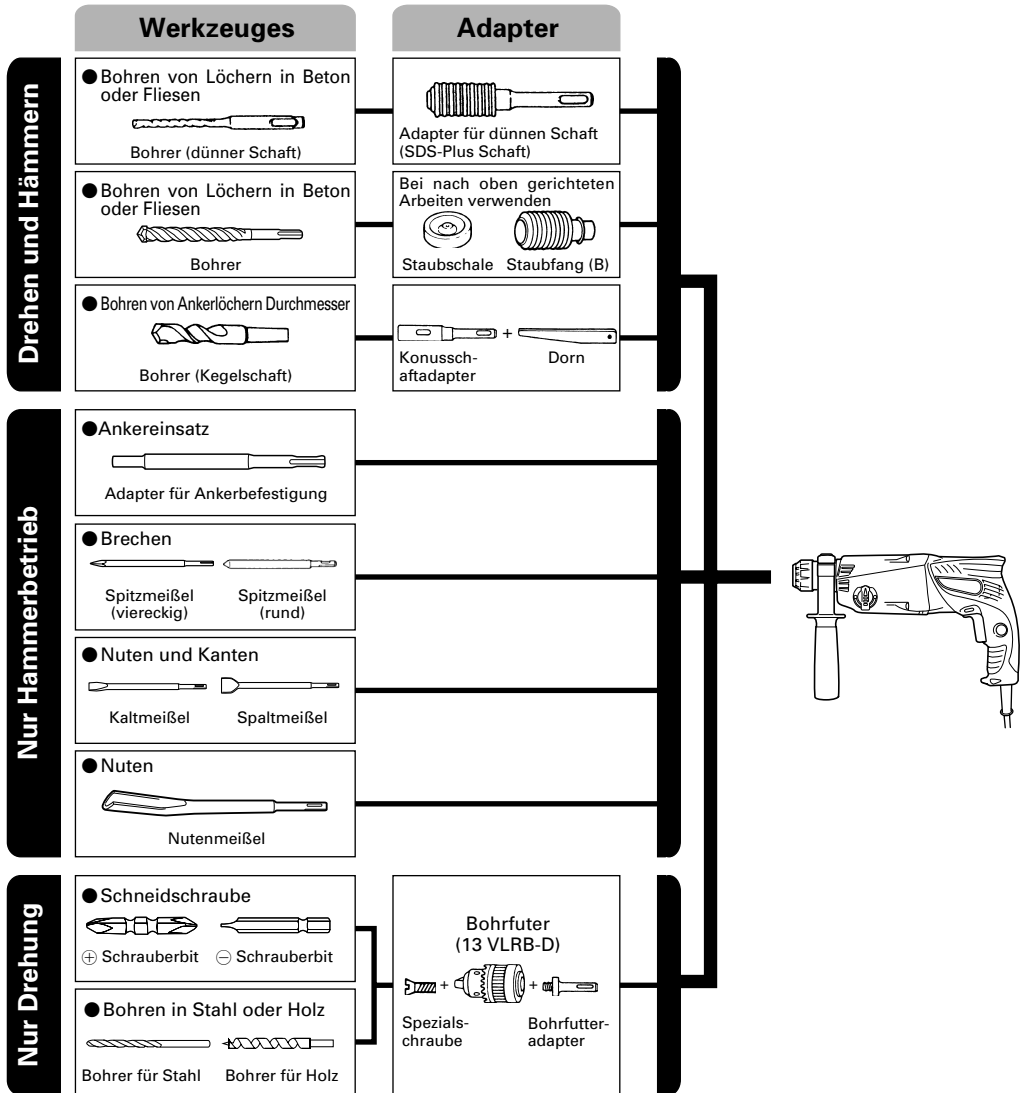 Werkzeuges
Adapter
Drehen und Hämmern
● Bohren von Löchern in Beton
oder Fliesen
Bohrer (dünner Schaft)
Adapter für dünnen Schaft
(SDS-Plus Schaft)
● Bohren von Löchern in Beton
oder Fliesen
Bohrer
Bei nach oben gerichteten
Arbeiten verwenden
Staubschale Staubfang (B)
● Bohren von Ankerlöchern Durchmesser
Bohrer (Kegelschaft)
+
Konussch-
aftadapter
Dorn
Nur Hammerbetrieb
● Ankereinsatz
Adapter für Ankerbefestigung
● Brechen
Spitzmeißel
(viereckig)
Spitzmeißel
(rund)
● Nuten und Kanten
Kaltmeißel Spaltmeißel
● Nuten
Nutenmeißel
Nur Drehung
● Schneidschraube
⊕ Schrauberbit ⊖ Schrauberbit
● Bohren in Stahl oder Holz
Bohrer für Stahl Bohrer für Holz
Bohrfuter
(13 VLRB-D)
+ +
Spezials-
chraube
Bohrfutter-
adapter